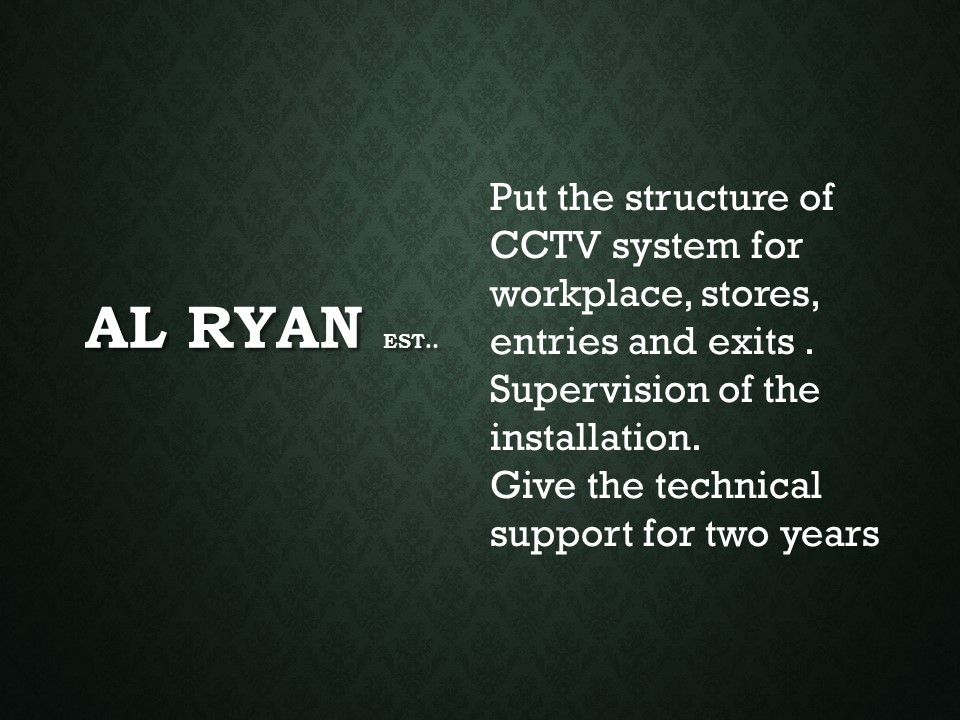 AL RYAN EST..
Put the structure of
CCTV system for
workplace, stores,
entries and exits .
Supervision of the
installation.
Give the technical
support for two years